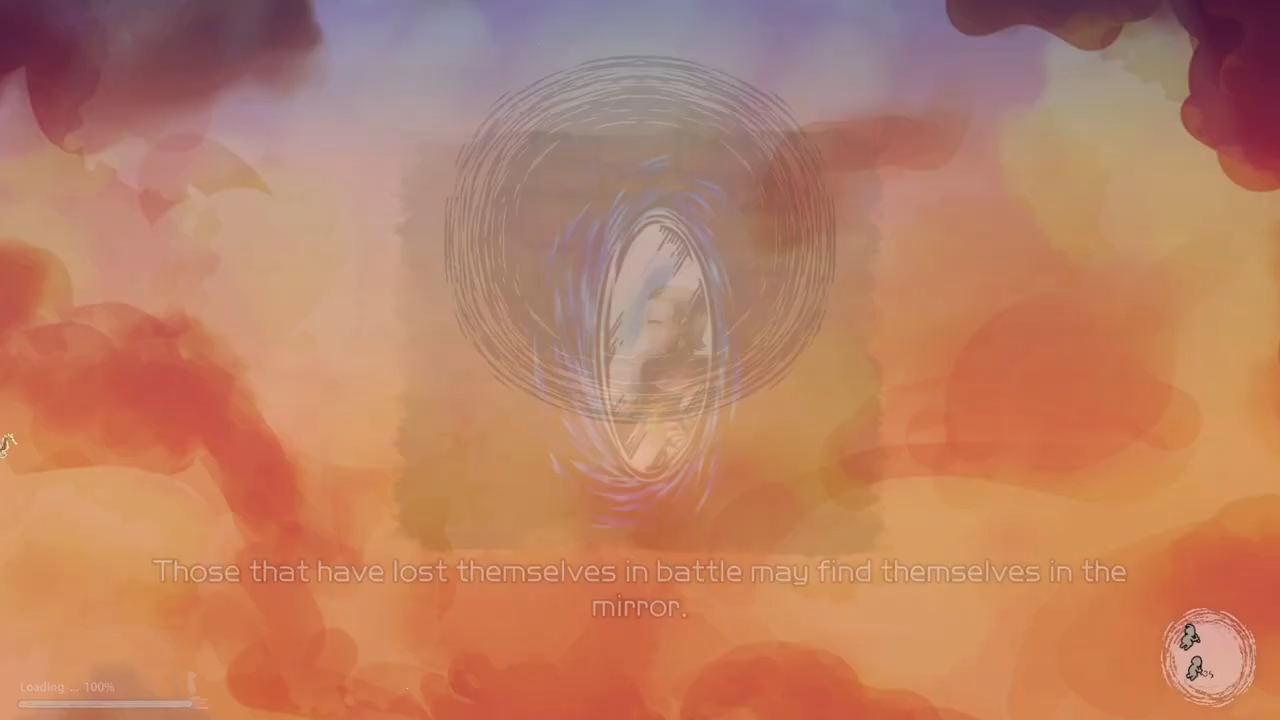 Those that have lost themselves in battle may find themselves in the
mirror.
Loading ... 100%